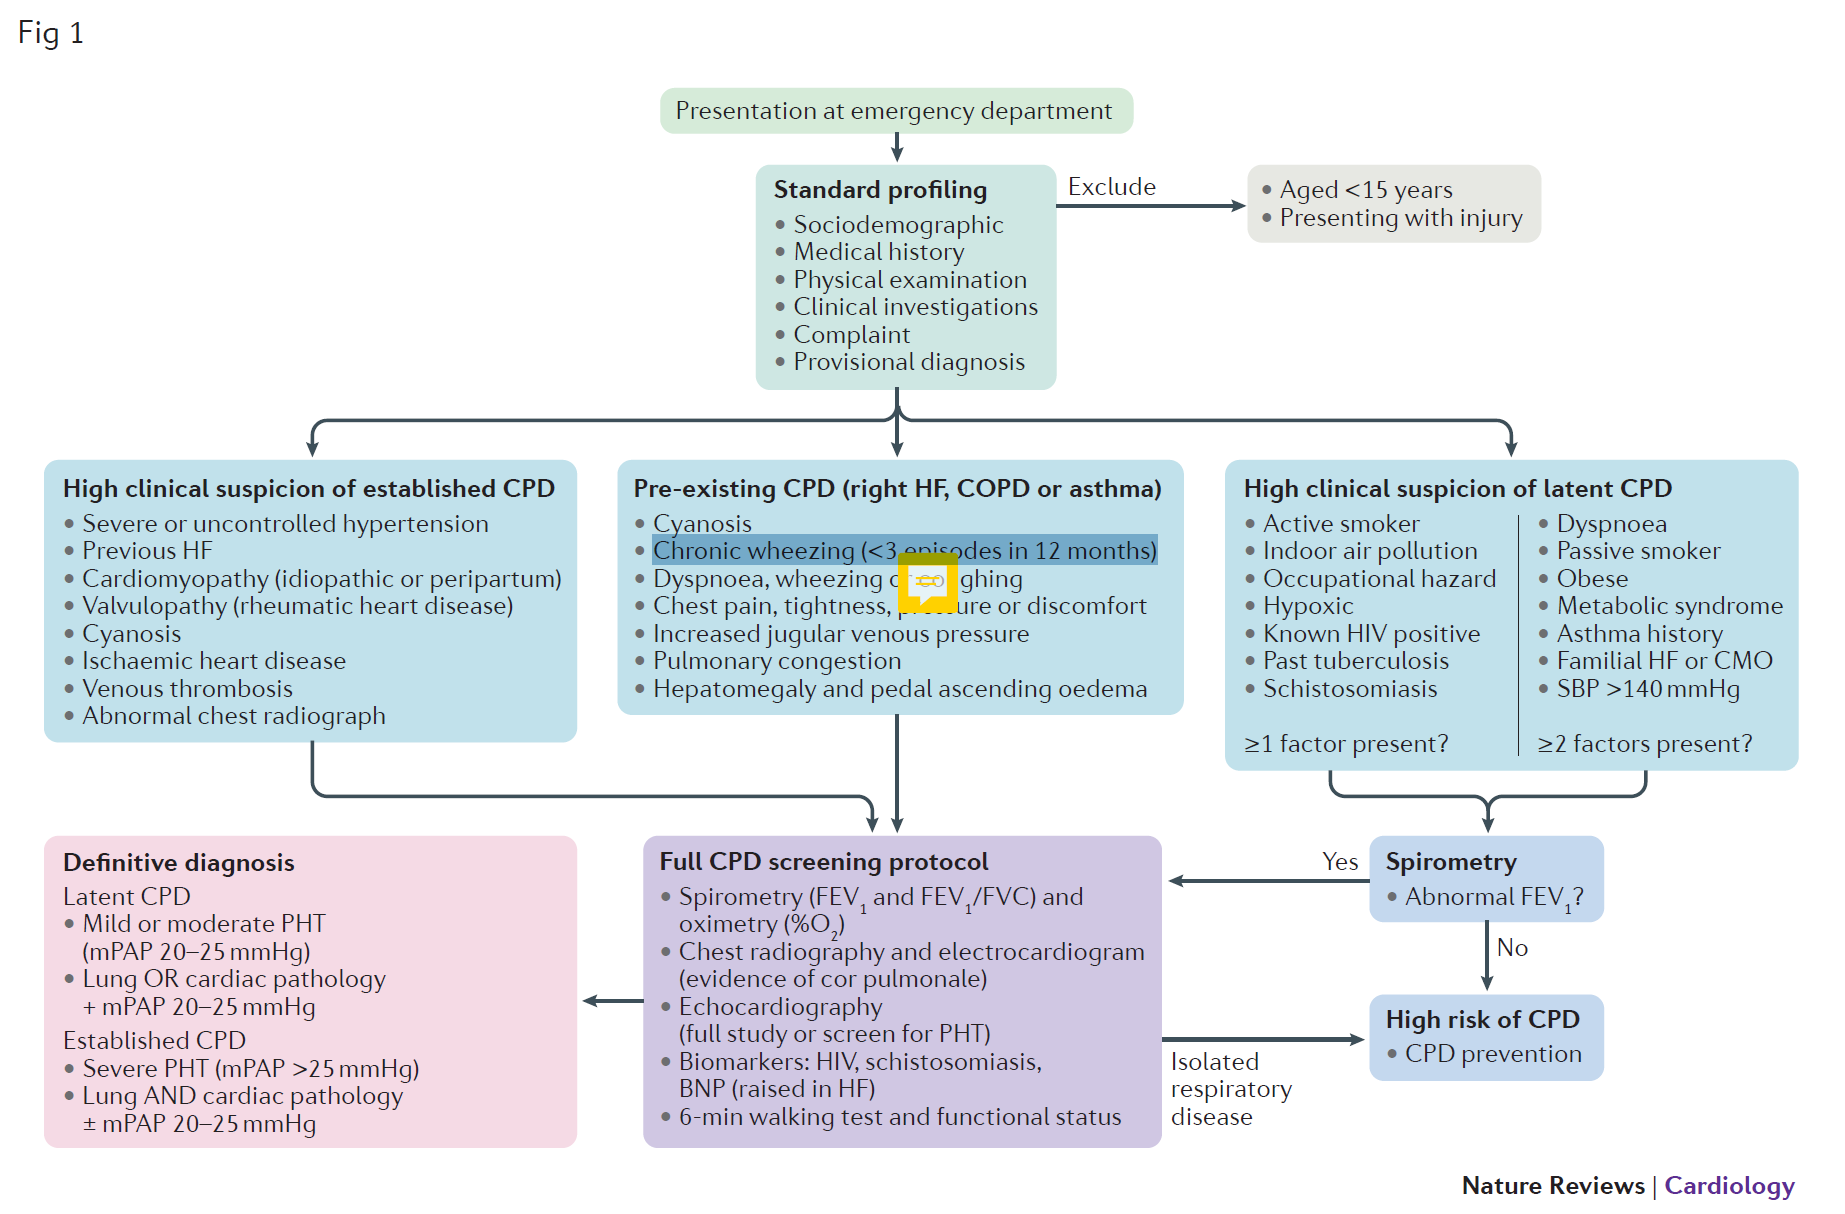 Fig 1
Presentation at emergency department
Standard profiling
• Sociodemographic
• Medical history
• Physical examination
• Clinical investigations
• Complaint
• Provisional diagnosis
Exclude
• Aged <15 years
• Presenting with injury
High clinical suspicion of established CPD
• Severe or uncontrolled hypertension
• Previous HF
• Cardiomyopathy (idiopathic or peripartum)
• Valvulopathy (rheumatic heart disease)
• Cyanosis
• Ischaemic heart disease
• Venous thrombosis
• Abnormal chest radiograph
Pre-existing CPD (right HF, COPD or asthma)
• Cyanosis
• Chronic wheezing (<3 episodes in 12 months)
• Dyspnoea, wheezing or coughing
• Chest pain, tightness, pressure or discomfort
• Increased jugular venous pressure
• Pulmonary congestion
• Hepatomegaly and pedal ascending oedema
High clinical suspicion of latent CPD
• Active smoker
• Indoor air pollution
• Occupational hazard
• Hypoxic
• Known HIV positive
• Past tuberculosis
• Schistosomiasis
≥1 factor present?
• Dyspnoea
• Passive smoker
• Obese
• Metabolic syndrome
• Asthma history
• Familial HF or CMO
• SBP >140 mmHg
≥2 factors present?
Definitive diagnosis
Latent CPD
• Mild or moderate PHT
(mPAP 20–25 mmHg)
• Lung OR cardiac pathology
+ mPAP 20–25 mmHg
Established CPD
• Severe PHT (mPAP >25 mmHg)
• Lung AND cardiac pathology
± mPAP 20–25 mmHg
Full CPD screening protocol
• Spirometry (FEV₁ and FEV₁/FVC) and
oximetry (%O₂)
• Chest radiography and electrocardiogram
(evidence of cor pulmonale)
• Echocardiography
(full study or screen for PHT)
• Biomarkers: HIV, schistosomiasis,
BNP (raised in HF)
• 6-min walking test and functional status
Yes
Spirometry
• Abnormal FEV₁?
No
High risk of CPD
• CPD prevention
Isolated
respiratory
disease
Nature Reviews | Cardiology